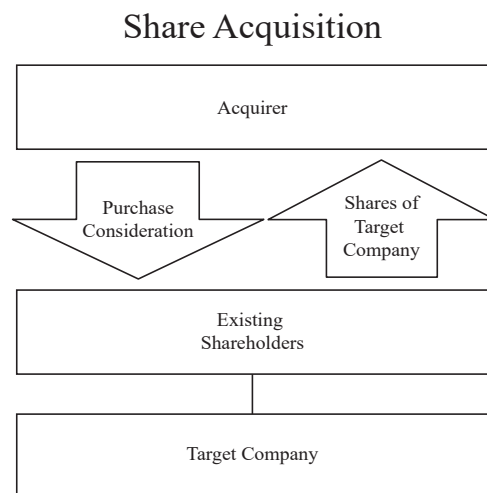 Share Acquisition
Acquirer
Purchase
Consideration
Shares of
Target
Company
Existing
Shareholders
Target Company